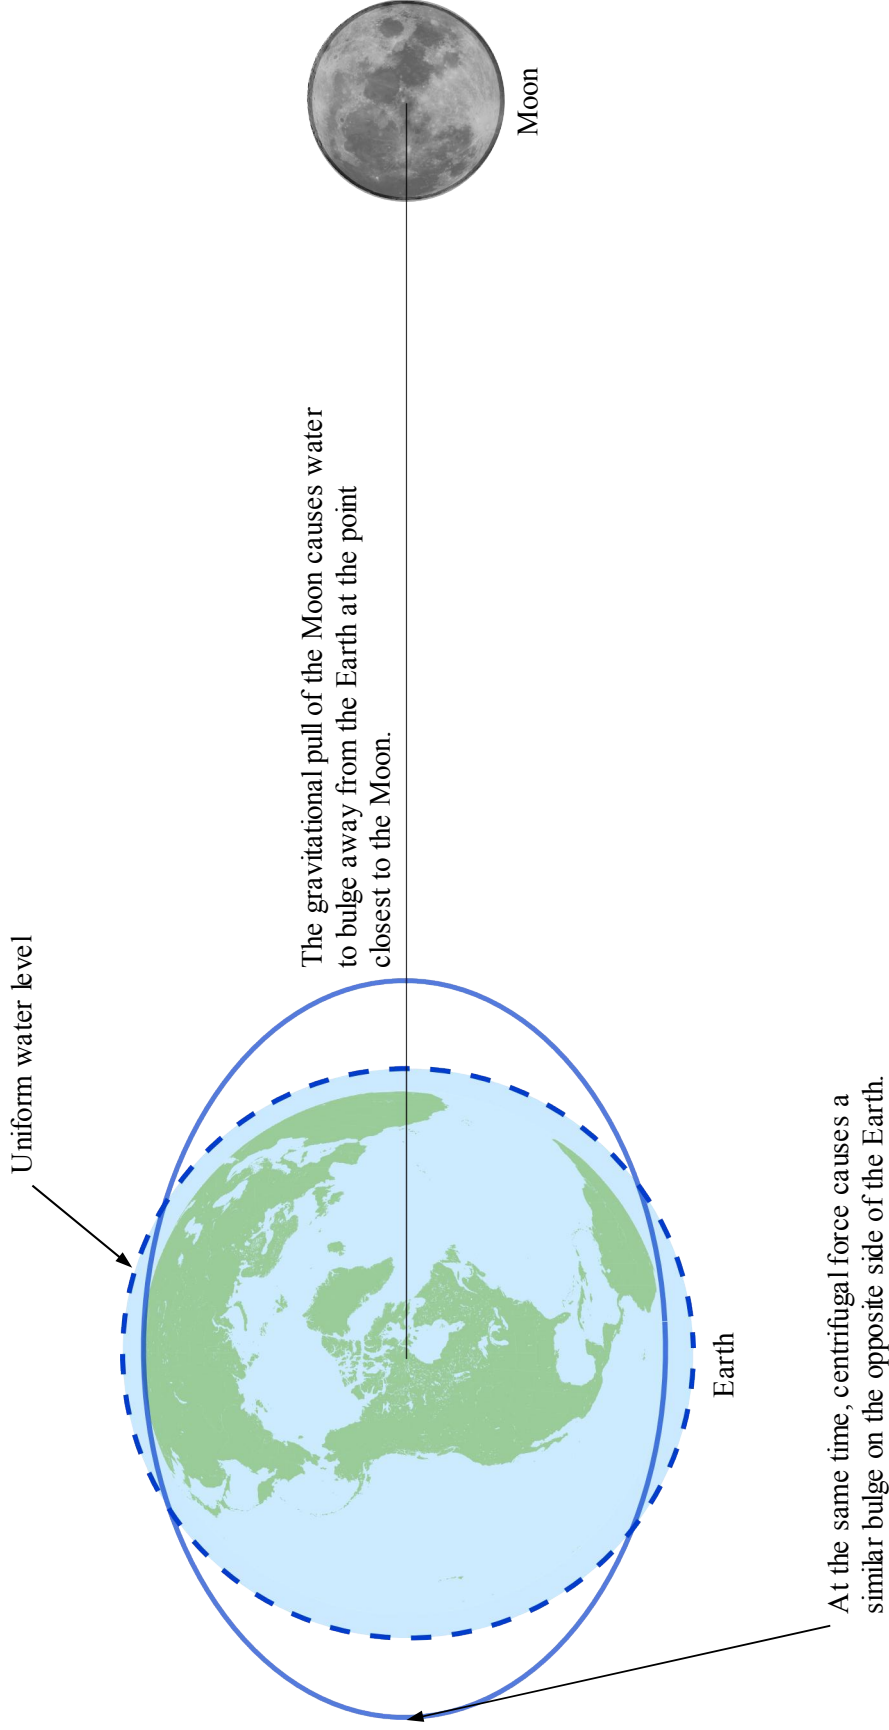 Uniform water level
The gravitational pull of the Moon causes water
to bulge away from the Earth at the point
closest to the Moon.
Moon
Earth
At the same time, centrifugal force causes a
similar bulge on the opposite side of the Earth.